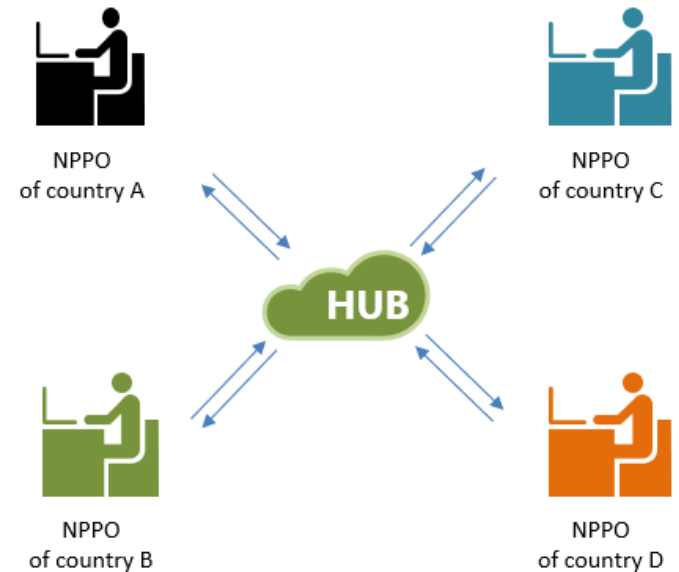 NPPO
of country A
NPPO
of country C
HUB
NPPO
of country B
NPPO
of country D